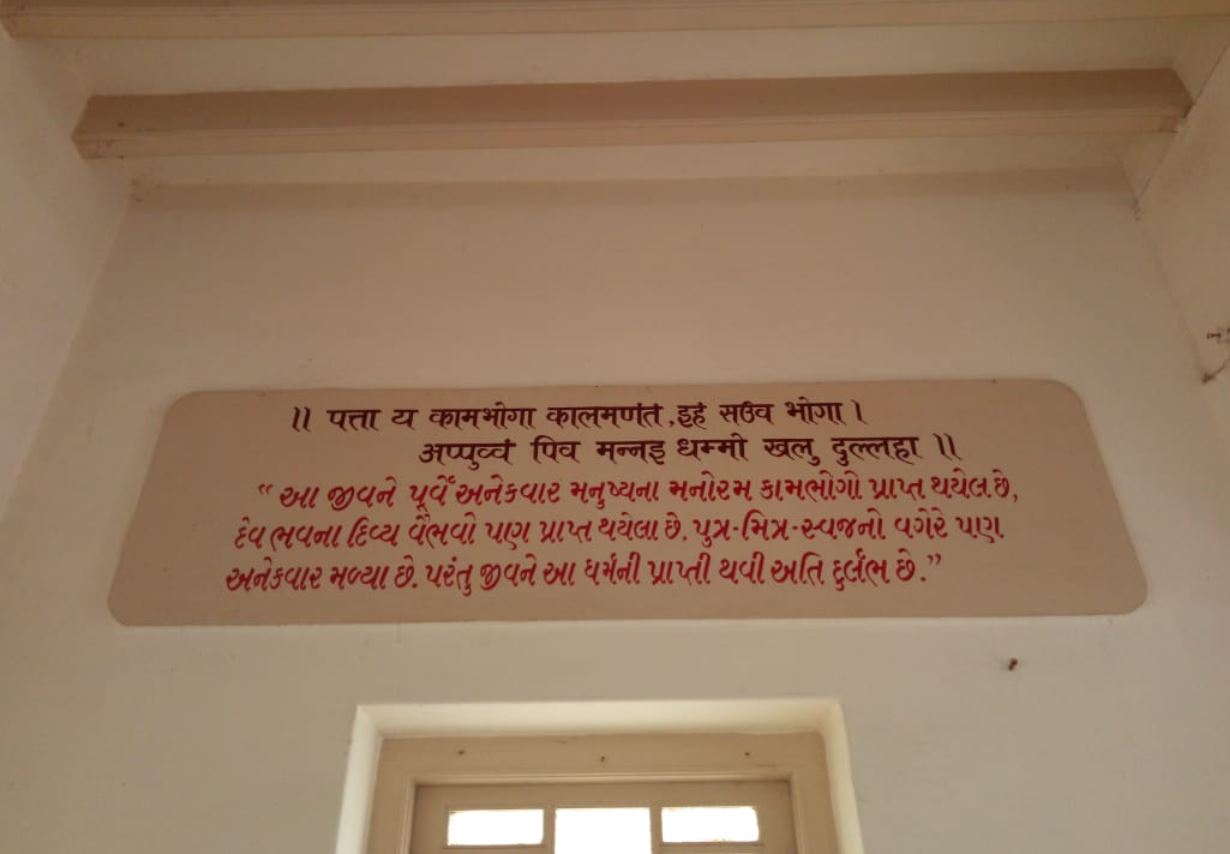 ॥ पत्ता य कामभोगा कालमणंतं, इहं सउव भोगा ।
अप्पुव्वं पिव मन्नइ धम्मो खलु दुल्लहा ॥
“ આ જીવને પૂર્વે અનેકવાર મનુષ્યના મનોરમ કામભોગો પ્રાપ્ત થયેલ છે,
દેવ ભવના દિવ્ય વૈભવો પણ પ્રાપ્ત થયેલા છે. પુત્ર-મિત્ર-સ્વજનો વગેરે પણ
અનેકવાર મળ્યા છે. પરંતુ જીવને આ ધર્મની પ્રાપ્તી થવી અતિ દુર્લભ છે.”